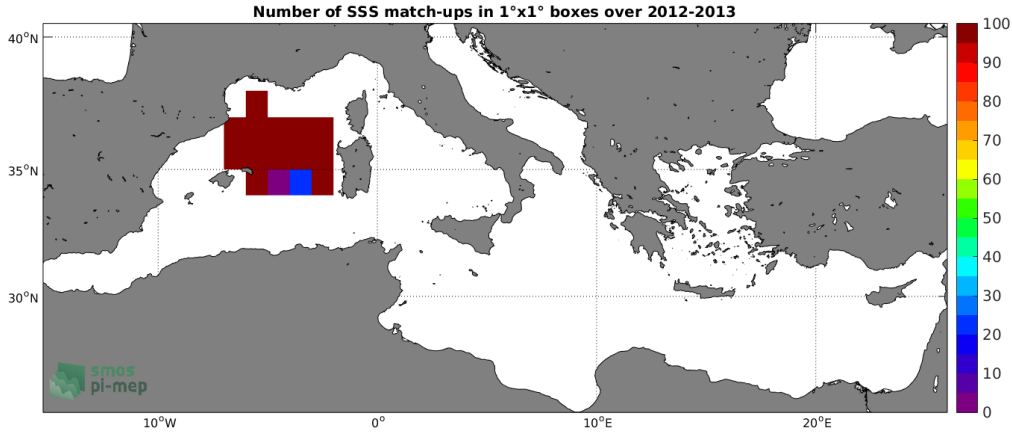 Number of SSS match-ups in 1°x1° boxes over 2012-2013
40°N
35°N
30°N
10°W
0°
10°E
20°E
100
90
80
70
60
50
40
30
20
10
0
smos
pi-mep